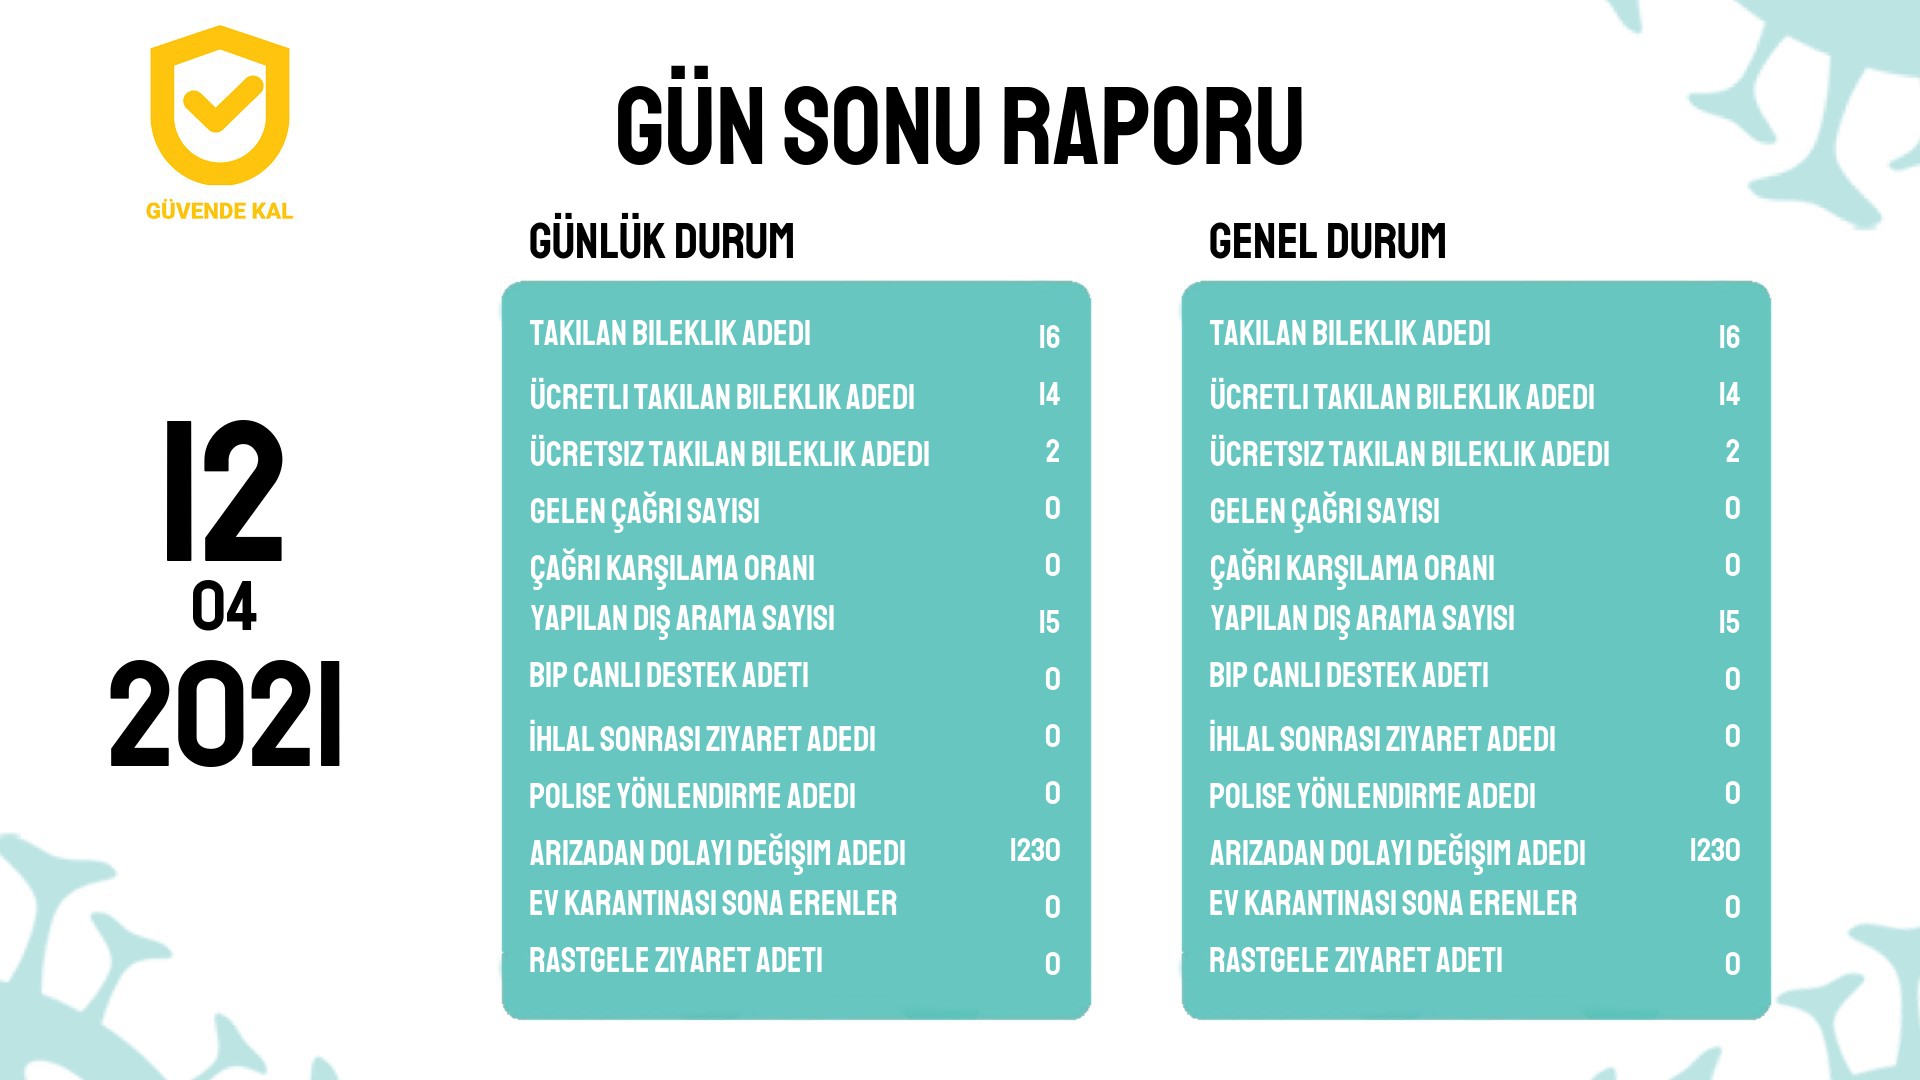 GÜVENDE KAL
GÜN SONU RAPORU
12
04
2021
GÜNLÜK DURUM
TAKILAN BILEKLIK ADEDI 16
ÜCRETLI TAKILAN BILEKLIK ADEDI 14
ÜCRETSIZ TAKILAN BILEKLIK ADEDI 2
GELEN ÇAĞRI SAYISI 0
ÇAĞRI KARŞILAMA ORANI 0
YAPILAN DIŞ ARAMA SAYISI 15
BIP CANLI DESTEK ADETI 0
İHLAL SONRASI ZIYARET ADEDI 0
POLISE YÖNLENDIRME ADEDI 0
ARIZADAN DOLAYI DEĞIŞIM ADEDI 1230
EV KARANTINASI SONA ERENLER 0
RASTGELE ZIYARET ADETI 0
GENEL DURUM
TAKILAN BILEKLIK ADEDI 16
ÜCRETLI TAKILAN BILEKLIK ADEDI 14
ÜCRETSIZ TAKILAN BILEKLIK ADEDI 2
GELEN ÇAĞRI SAYISI 0
ÇAĞRI KARŞILAMA ORANI 0
YAPILAN DIŞ ARAMA SAYISI 15
BIP CANLI DESTEK ADETI 0
İHLAL SONRASI ZIYARET ADEDI 0
POLISE YÖNLENDIRME ADEDI 0
ARIZADAN DOLAYI DEĞIŞIM ADEDI 1230
EV KARANTINASI SONA ERENLER 0
RASTGELE ZIYARET ADETI 0